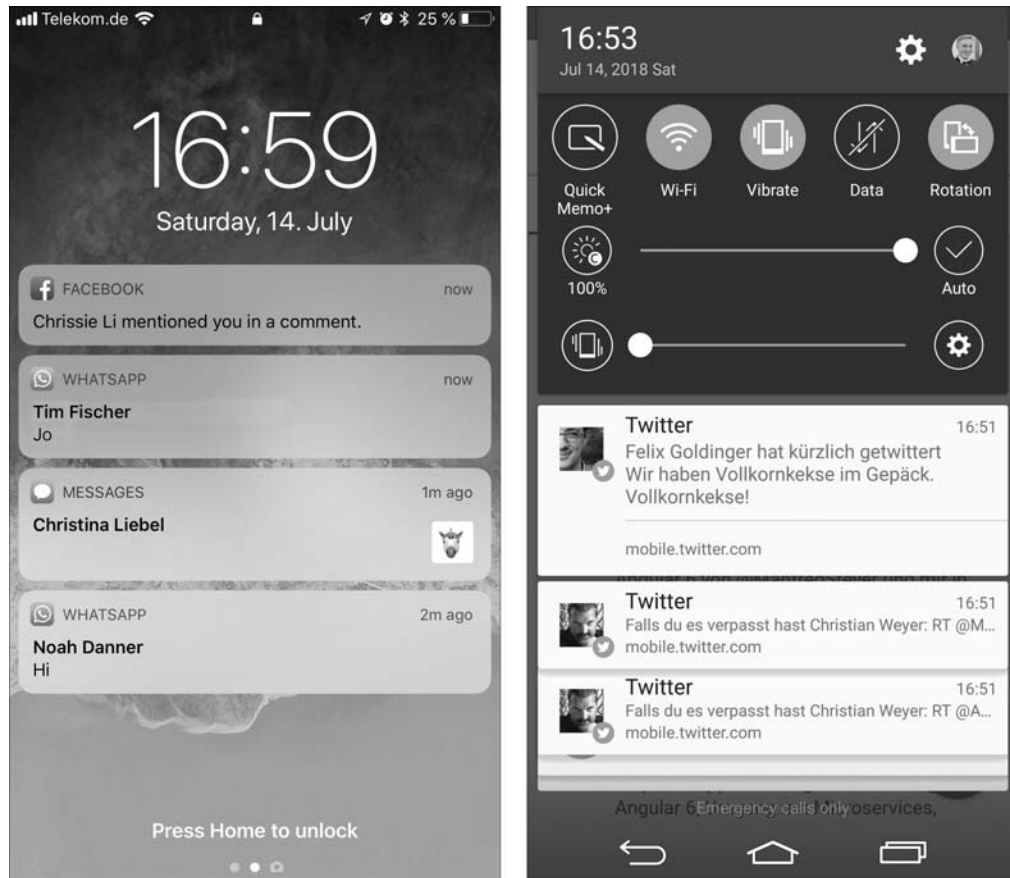 Telekom.de
25 %
16:59
Saturday, 14. July
FACEBOOK
now
Chrissie Li mentioned you in a comment.
WHATSAPP
now
Tim Fischer
Jo
MESSAGES
1m ago
Christina Liebel
WHATSAPP
2m ago
Noah Danner
Hi
Press Home to unlock
16:53
Jul 14, 2018 Sat
Quick
Memo+
Wi-Fi
Vibrate
Data
Rotation
100%
Auto
Twitter
16:51
Felix Goldinger hat kürzlich getwittert
Wir haben Vollkornkekse im Gepäck.
Vollkornkekse!
mobile.twitter.com
Twitter
16:51
Falls du es verpasst hast Christian Weyer: RT @M...
mobile.twitter.com
Twitter
16:51
Falls du es verpasst hast Christian Weyer: RT @A...
mobile.twitter.com
Angular 6,
Emergency calls only